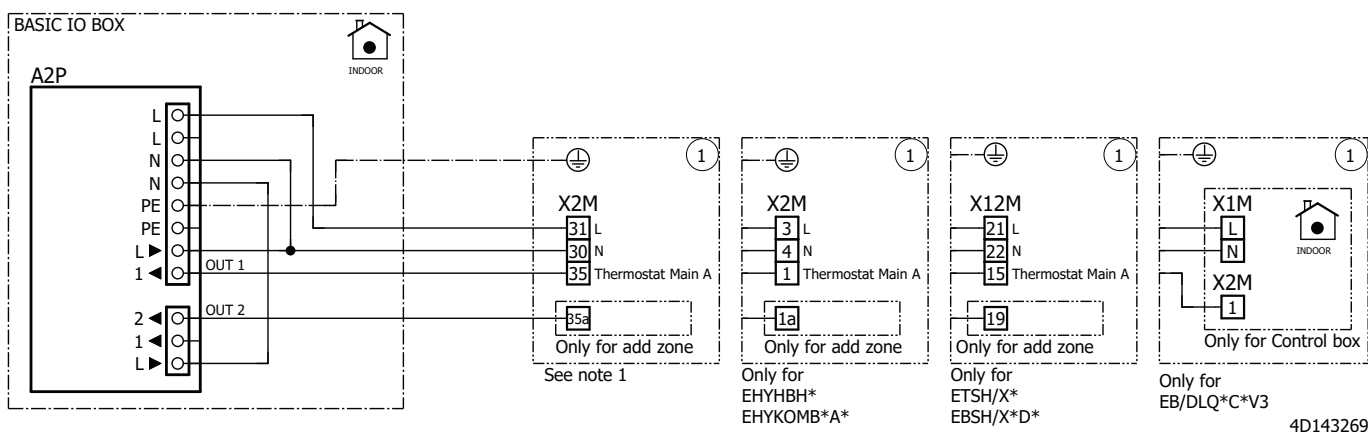 BASIC IO BOX
INDOOR
A2P
L
L
N
N
PE
PE
L ▶
1 ◀ OUT 1
2 ◀ OUT 2
1 ◀
L ▶
1
X2M
31 L
30 N
35 Thermostat Main A
35a
Only for add zone
See note 1
1
X2M
3 L
4 N
1 Thermostat Main A
1a
Only for add zone
Only for
EHYHBH*
EHYKOMB*A*
1
X12M
21 L
22 N
15 Thermostat Main A
19
Only for add zone
Only for
ETSH/X*
EBSH/X*D*
1
X1M
L
N
INDOOR
X2M
1
Only for Control box
Only for
EB/DLQ*C*V3
4D143269